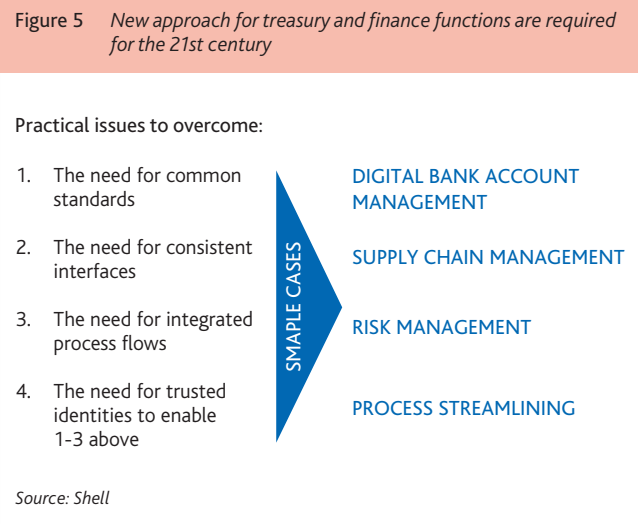 Figure 5 New approach for treasury and finance functions are required
for the 21st century
Practical issues to overcome:
1. The need for common
standards
2. The need for consistent
interfaces
3. The need for integrated
process flows
4. The need for trusted
identities to enable
1-3 above
SMAPLE CASES
DIGITAL BANK ACCOUNT
MANAGEMENT
SUPPLY CHAIN MANAGEMENT
RISK MANAGEMENT
PROCESS STREAMLINING
Source: Shell